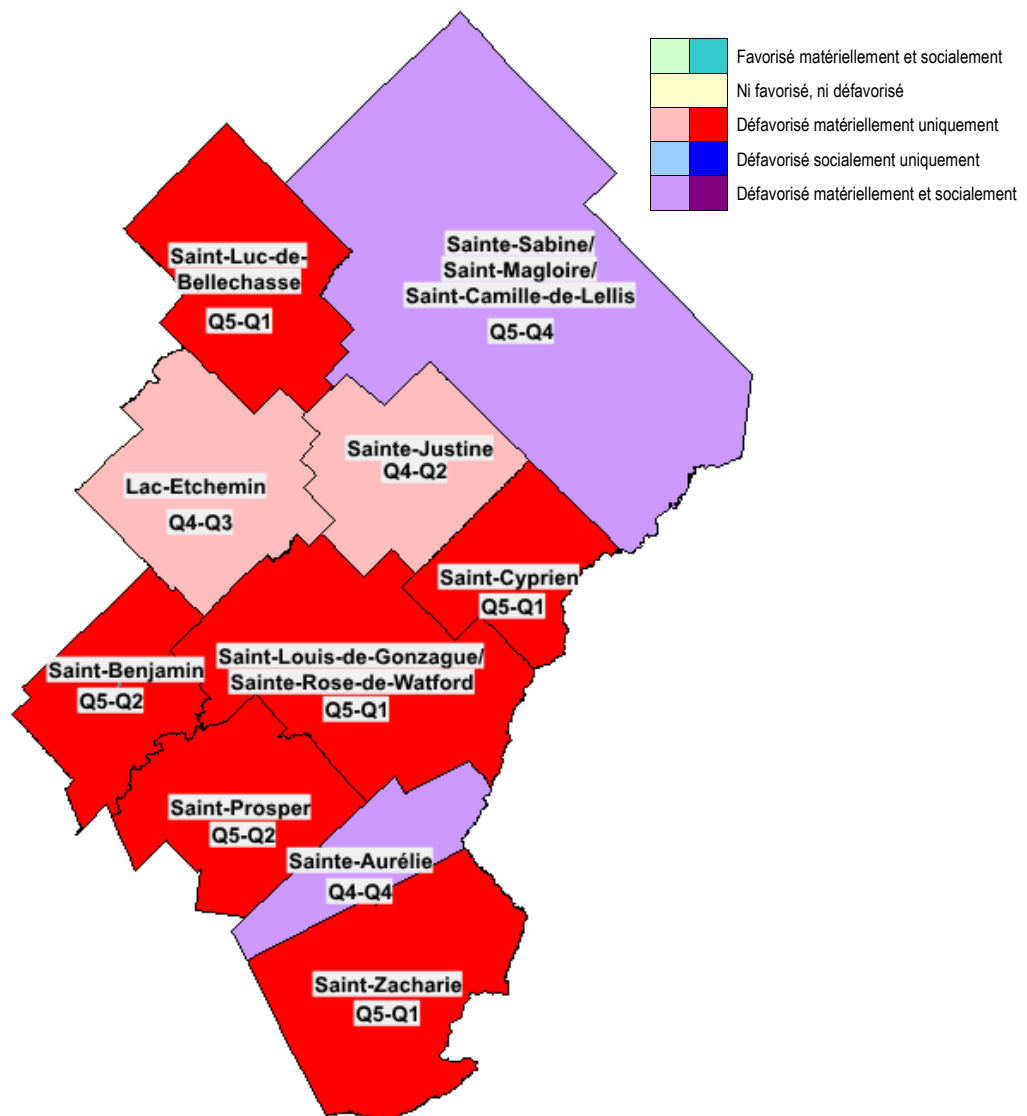 Favorisé matériellement et socialement
Ni favorisé, ni défavorisé
Défavorisé matériellement uniquement
Défavorisé socialement uniquement
Défavorisé matériellement et socialement
Saint-Luc-de-
Bellechasse
Q5-Q1
Sainte-Sabine/
Saint-Magloire/
Saint-Camille-de-Lellis
Q5-Q4
Sainte-Justine
Q4-Q2
Lac-Etchemin
Q4-Q3
Saint-Cyprien
Q5-Q1
Saint-Benjamin
Q5-Q2
Saint-Louis-de-Gonzague/
Sainte-Rose-de-Watford
Q5-Q1
Saint-Prosper
Q5-Q2
Sainte-Aurélie
Q4-Q4
Saint-Zacharie
Q5-Q1